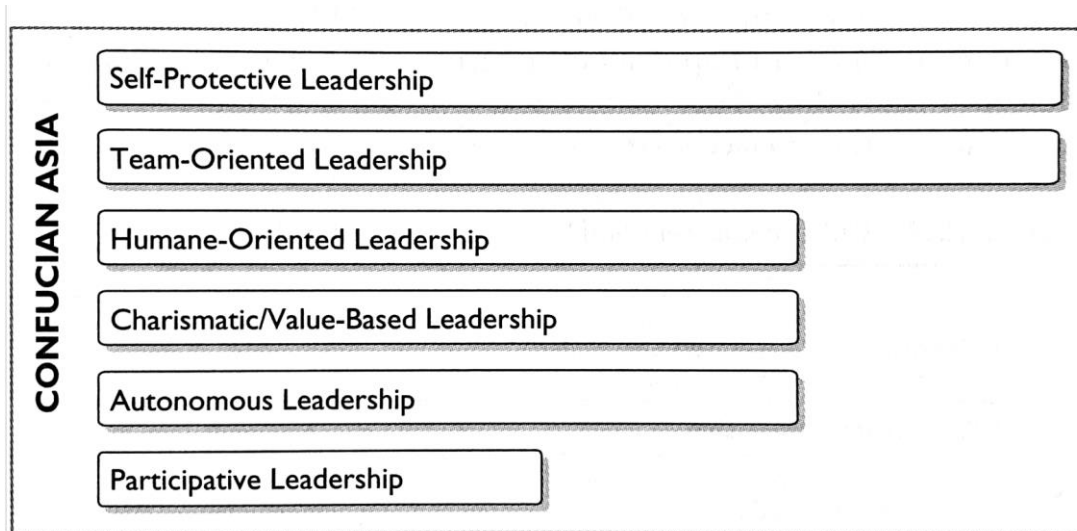 CONFUCIAN ASIA
Self-Protective Leadership
Team-Oriented Leadership
Humane-Oriented Leadership
Charismatic/Value-Based Leadership
Autonomous Leadership
Participative Leadership